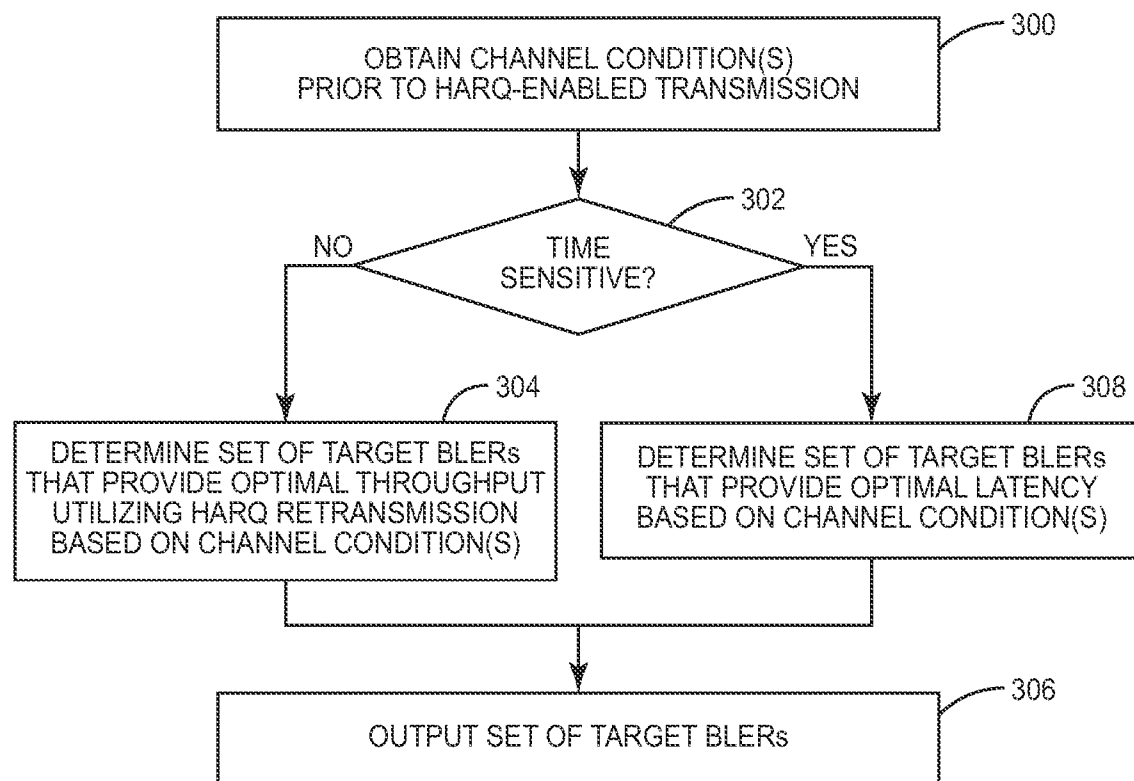 300
OBTAIN CHANNEL CONDITION(S)
PRIOR TO HARQ-ENABLED TRANSMISSION
302
NO
TIME
SENSITIVE?
YES
304
DETERMINE SET OF TARGET BLERs
THAT PROVIDE OPTIMAL THROUGHPUT
UTILIZING HARQ RETRANSMISSION
BASED ON CHANNEL CONDITION(S)
308
DETERMINE SET OF TARGET BLERs
THAT PROVIDE OPTIMAL LATENCY
BASED ON CHANNEL CONDITION(S)
306
OUTPUT SET OF TARGET BLERs